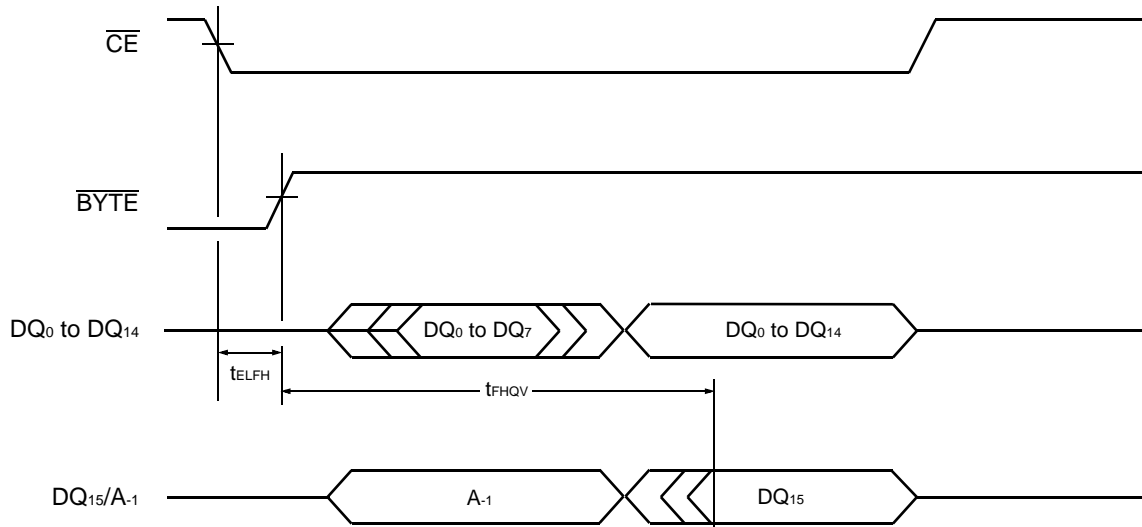 CE
BYTE
DQ0 to DQ14
DQ0 to DQ7
DQ0 to DQ14
tELFH
tFHQV
DQ15/A-1
A-1
DQ15